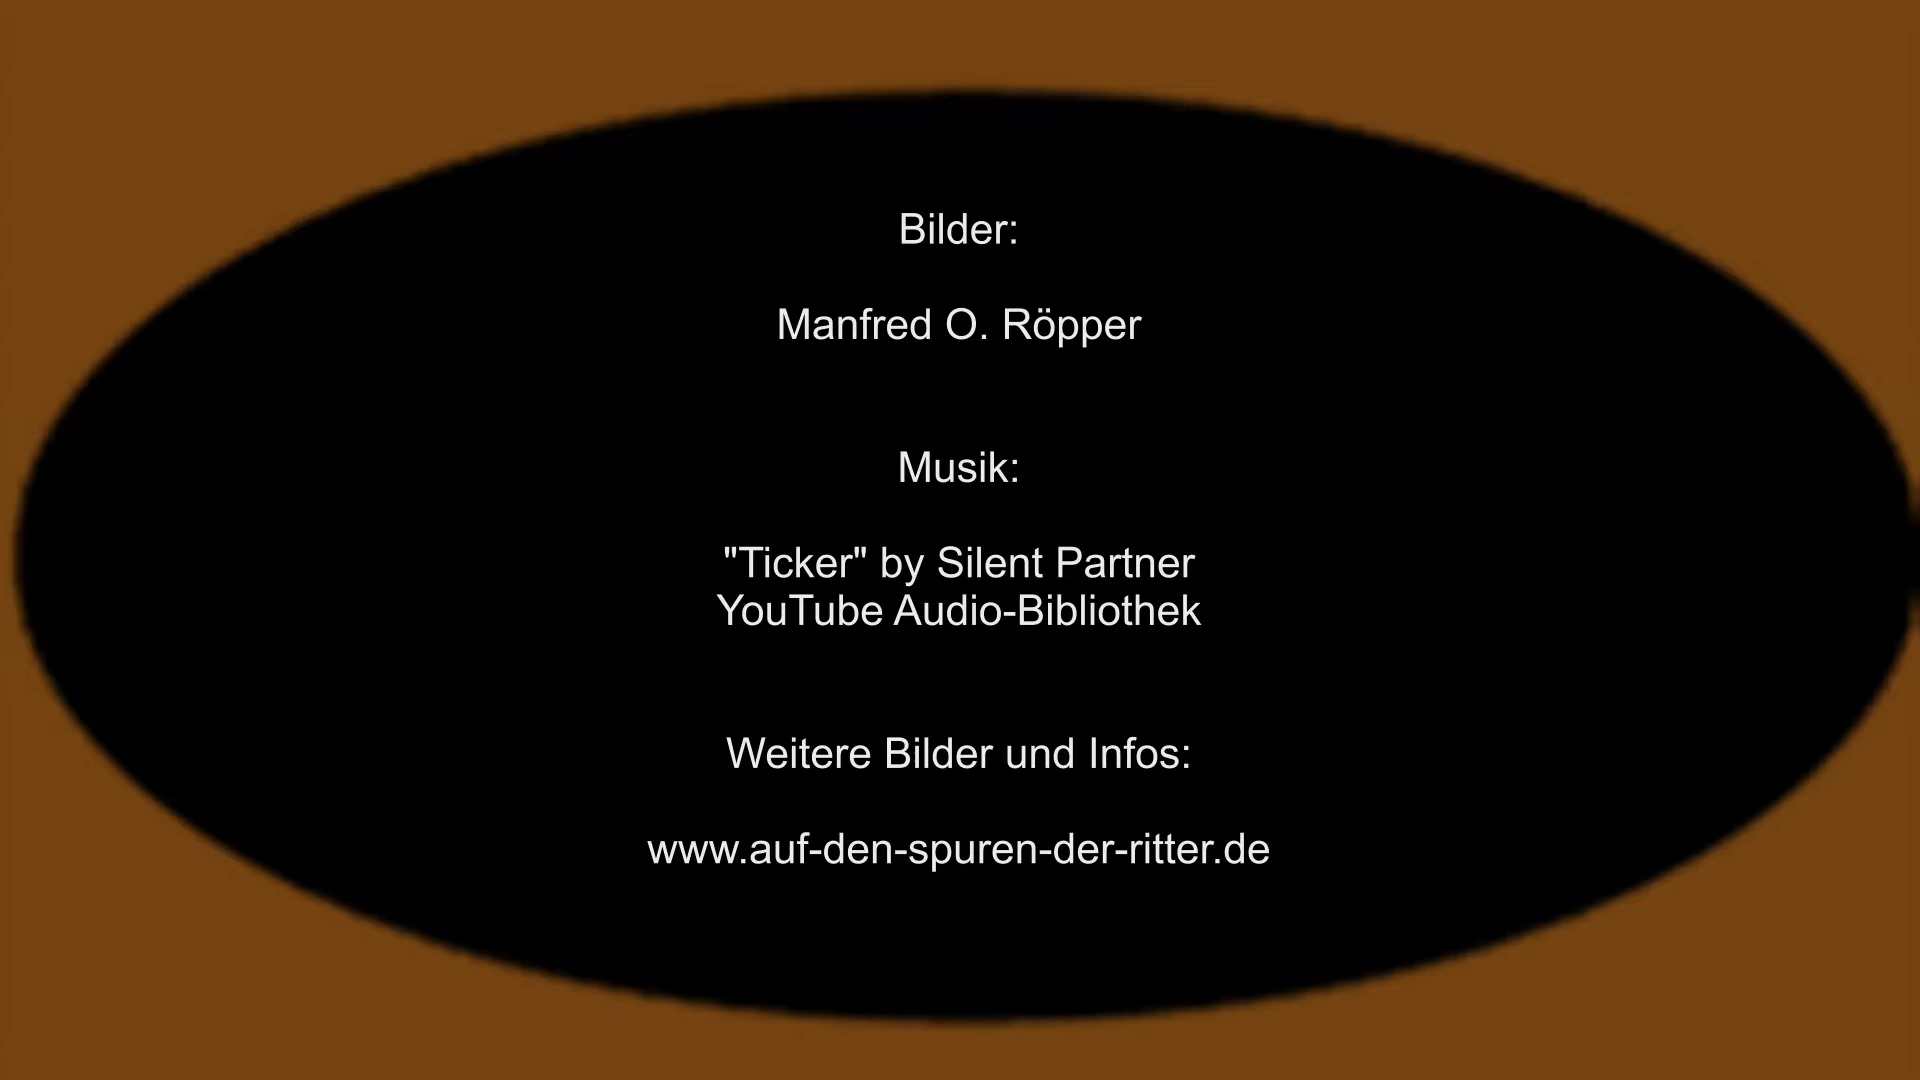 Bilder:
Manfred O. Röpper
Musik:
"Ticker" by Silent Partner
YouTube Audio-Bibliothek
Weitere Bilder und Infos:
www.auf-den-spuren-der-ritter.de